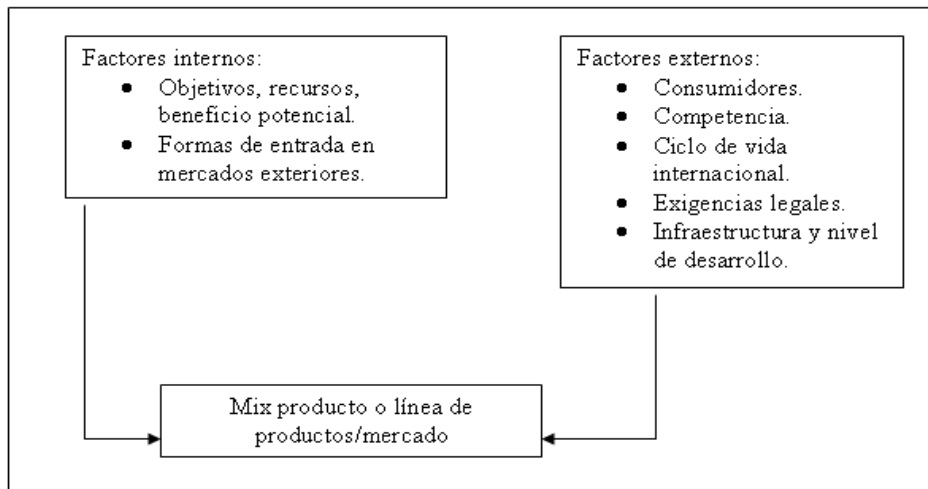 Factores internos:
● Objetivos, recursos,
beneficio potencial.
● Formas de entrada en
mercados exteriores.
Factores externos:
● Consumidores.
● Competencia.
● Ciclo de vida
internacional.
● Exigencias legales.
● Infraestructura y nivel
de desarrollo.
Mix producto o línea de
productos/mercado